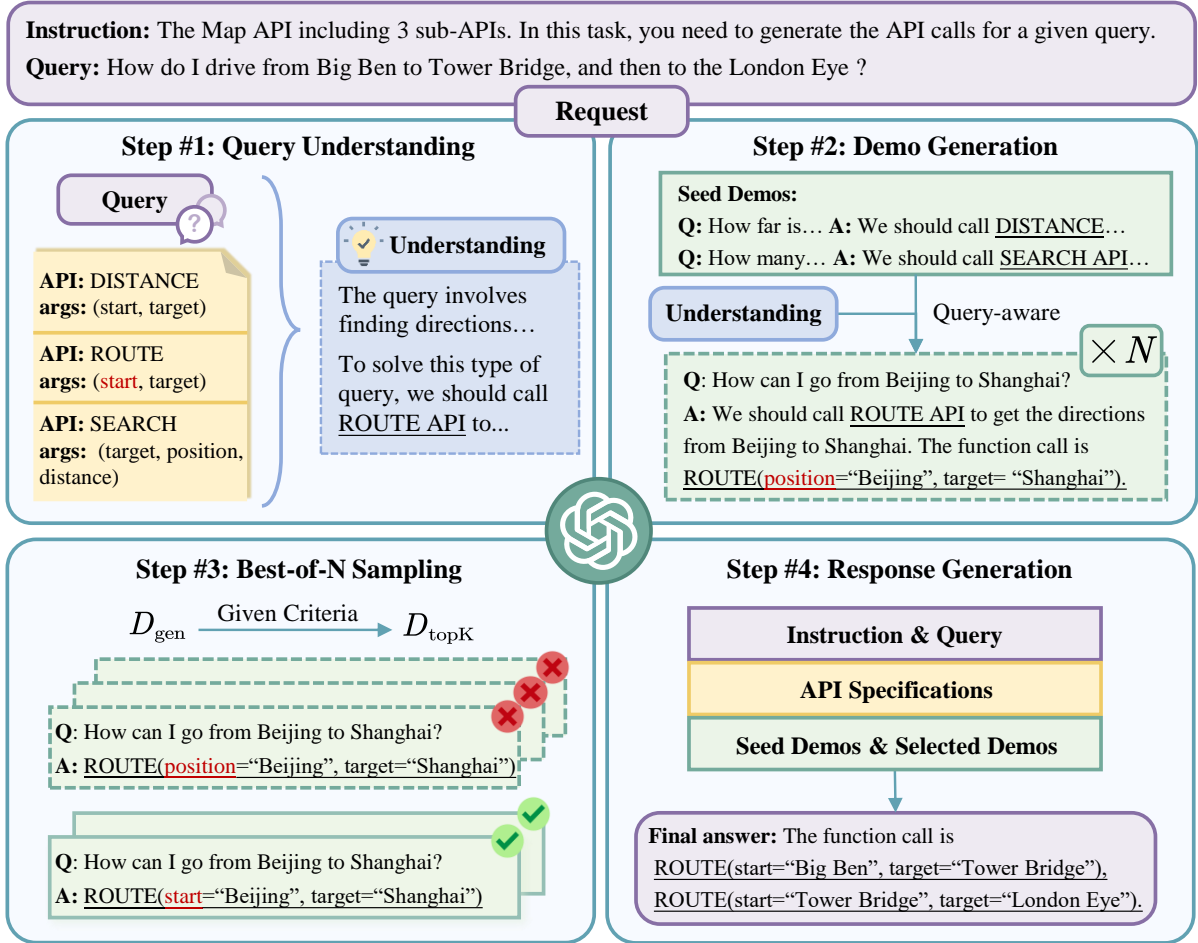 Instruction: The Map API including 3 sub-APIs. In this task, you need to generate the API calls for a given query.
Query: How do I drive from Big Ben to Tower Bridge, and then to the London Eye ?
Request
Step #1: Query Understanding
Query
?
API: DISTANCE
args: (start, target)
API: ROUTE
args: (start, target)
API: SEARCH
args: (target, position,
distance)
Understanding
The query involves
finding directions…
To solve this type of
query, we should call
ROUTE API to...
Step #2: Demo Generation
Seed Demos:
Q: How far is… A: We should call DISTANCE…
Q: How many… A: We should call SEARCH API…
Understanding
Query-aware
× N
Q: How can I go from Beijing to Shanghai?
A: We should call ROUTE API to get the directions
from Beijing to Shanghai. The function call is
ROUTE(position=“Beijing”, target= “Shanghai”).
Step #3: Best-of-N Sampling
D_gen Given Criteria D_topK
Q: How can I go from Beijing to Shanghai?
A: ROUTE(position=“Beijing”, target=“Shanghai”)
Q: How can I go from Beijing to Shanghai?
A: ROUTE(start=“Beijing”, target=“Shanghai”)
Step #4: Response Generation
Instruction & Query
API Specifications
Seed Demos & Selected Demos
Final answer: The function call is
ROUTE(start=“Big Ben”, target=“Tower Bridge”),
ROUTE(start=“Tower Bridge”, target=“London Eye”).